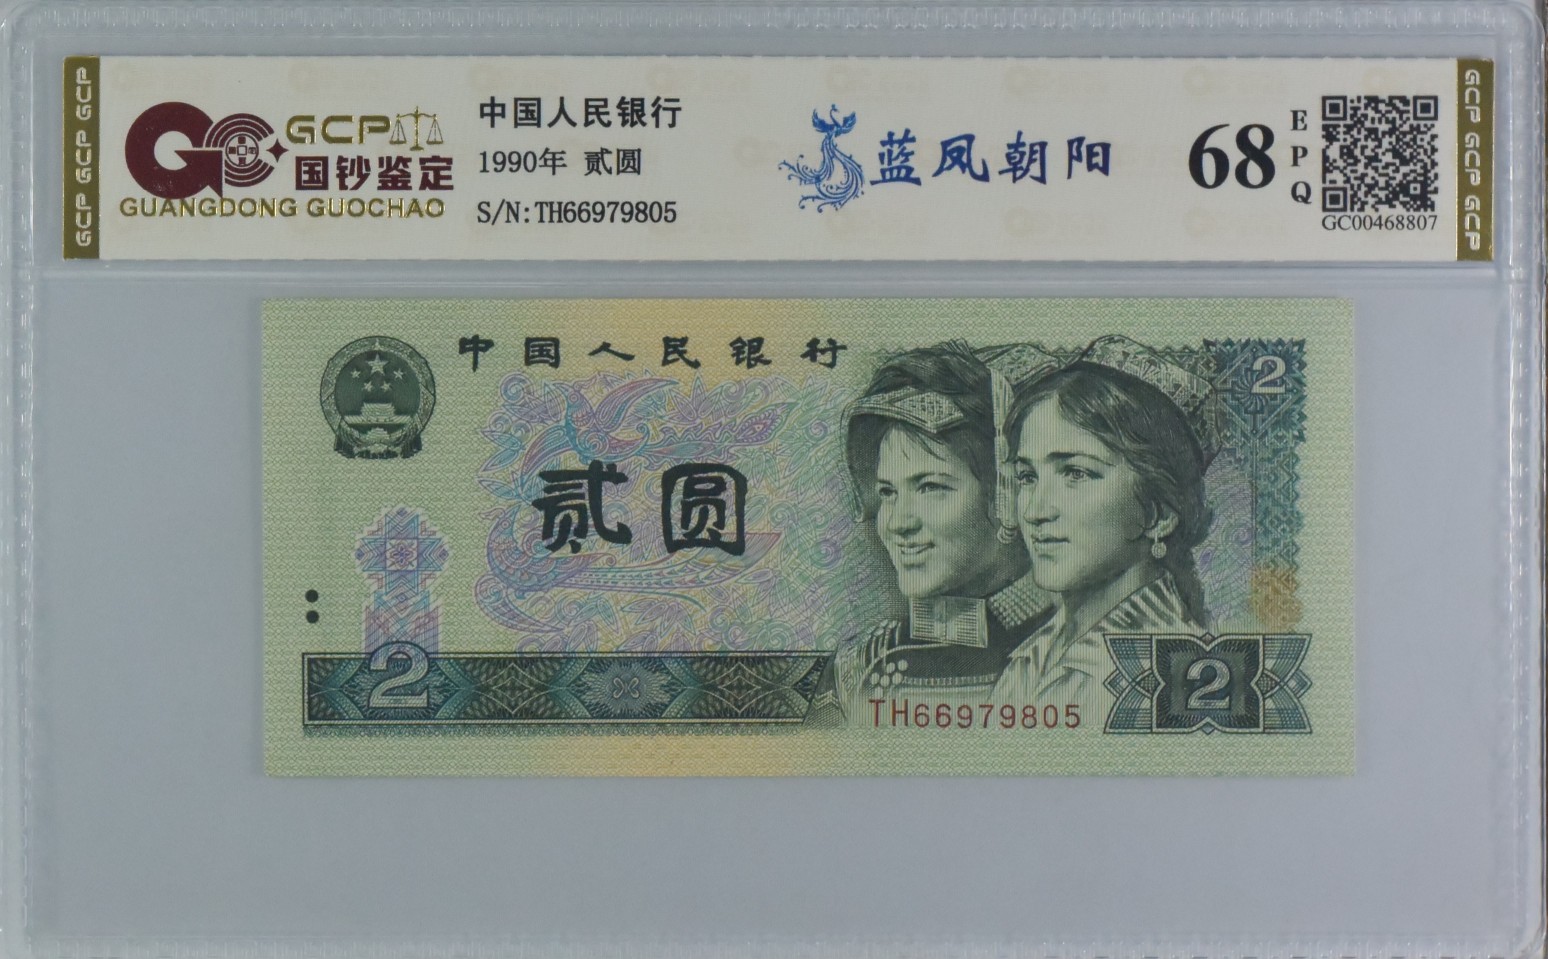 GCP GCP GCP
GCP
国钞鉴定
GUANGDONG GUOCHAO
中国人民银行
1990年 贰圆
S/N:TH66979805
蓝凤朝阳
68
EPQ
GC00468807
GCP GCP GCP
中国人民银行
2
贰圆
2
2
TH66979805